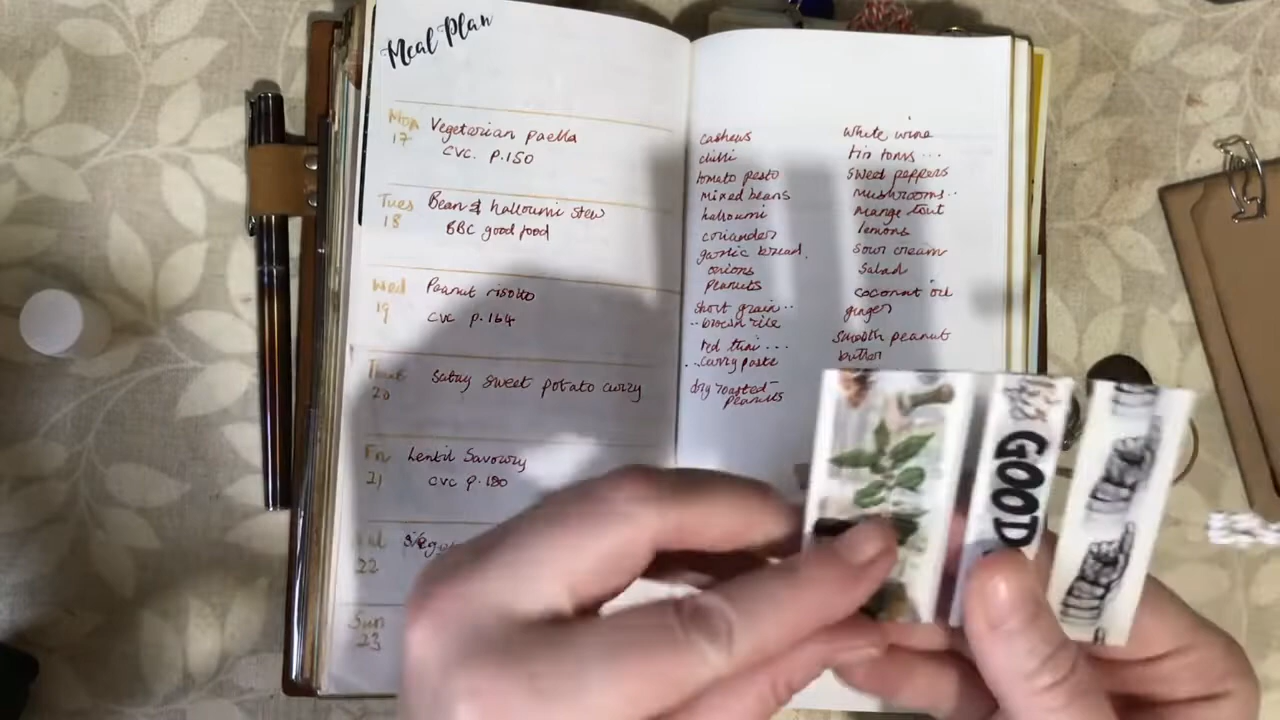 Meal Plan
Mon
17
Vegetarian paella
CVC. p.150
Tues
18
Bean & halloumi stew
BBC good food
Wed
19
Peanut risotto
CVC p.164
Thurs
20
Satay sweet potato curry
Fri
21
Lentil Savoury
CVC p.180
22
Sun
23
cashews
chilli
tomato pesto
mixed beans
halloumi
coriander
garlic bread.
onions
peanuts
short grain..
..brown rice
red thai...
..curry paste
dry roasted
peanuts
white wine
tin toms...
sweet peppers
mushrooms..
mange tout
lemons
sour cream
salad
coconut oil
ginger
smooth peanut
butter
GOOD